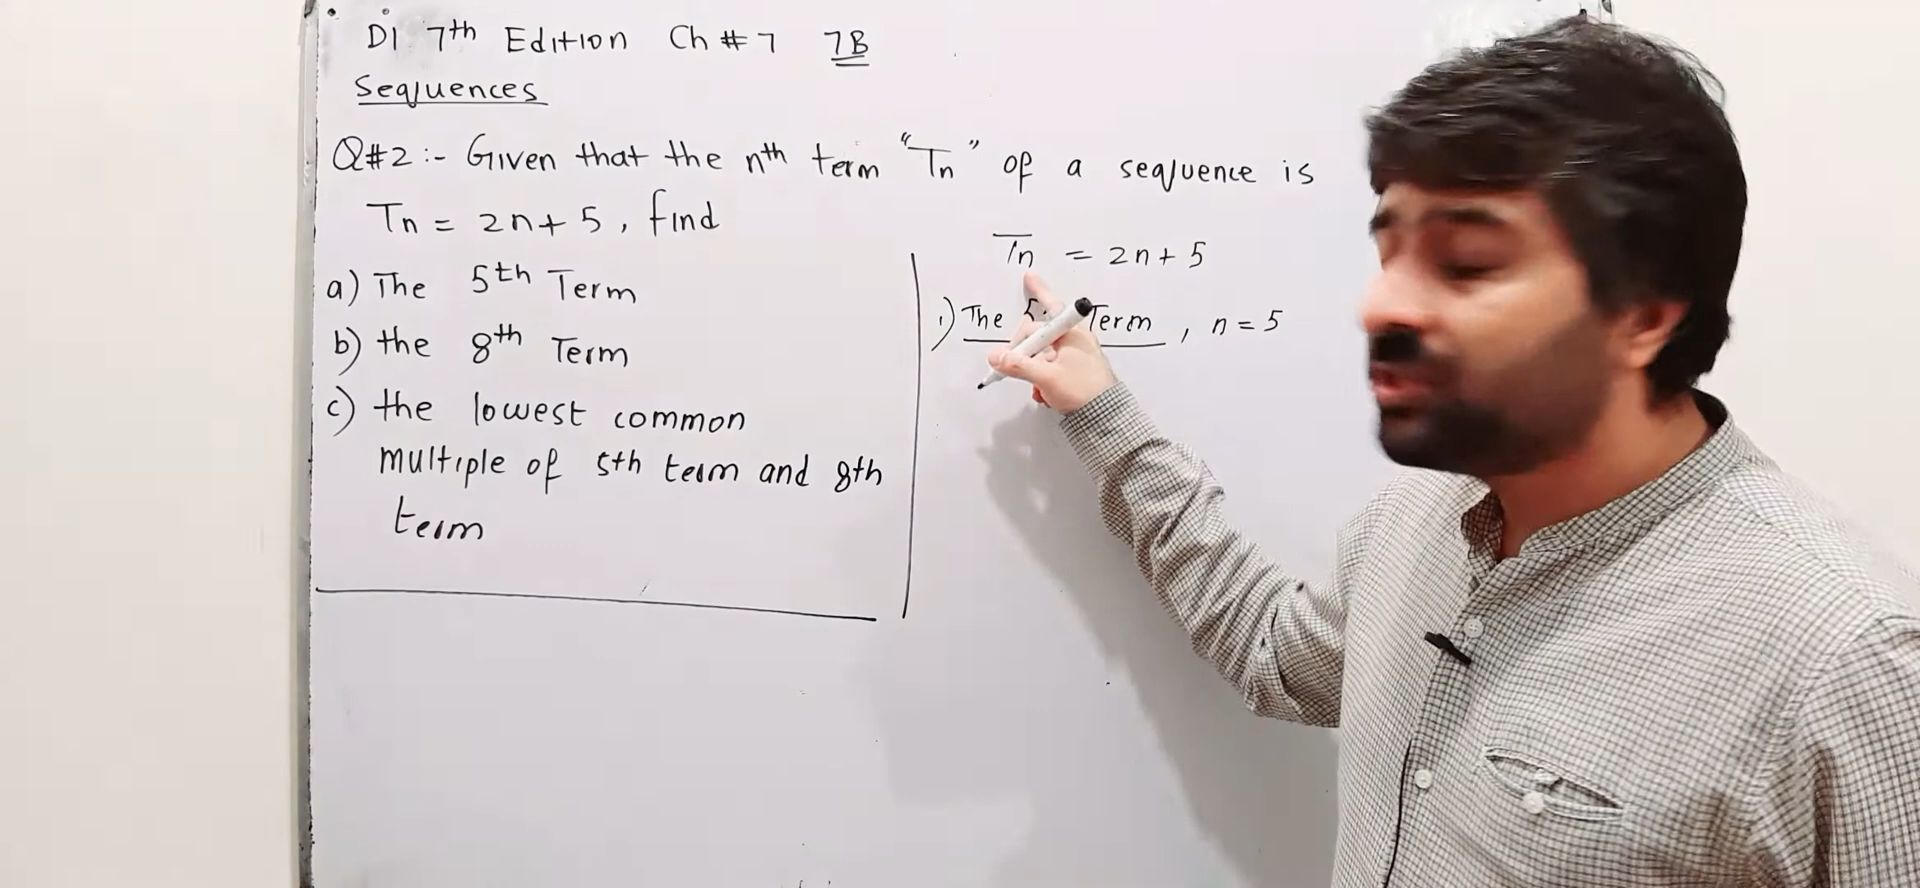 D1 7th Edition Ch # 7 7B
Sequences
Q#2 :- Given that the nth term "Tn" of a sequence is
Tn = 2n + 5, find
a) The 5th Term
b) the 8th Term
c) the lowest common
multiple of 5th term and 8th
term
Tn = 2n + 5
1) The Term, n = 5